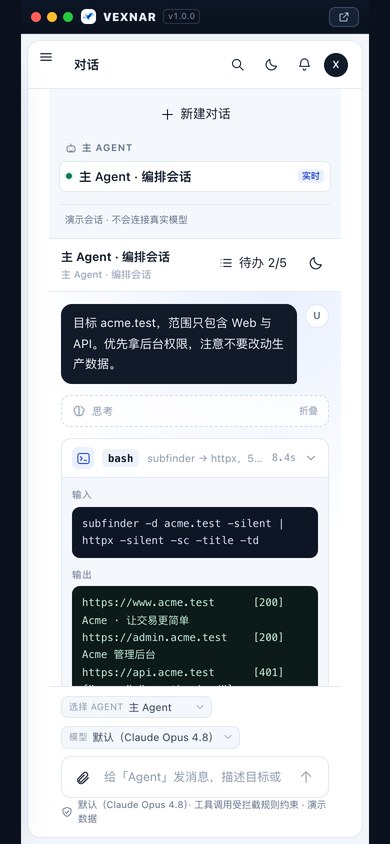 VEXNAR v1.0.0
对话
X
新建对话
主 AGENT
主 Agent · 编排会话 实时
演示会话 · 不会连接真实模型
主 Agent · 编排会话
主 Agent · 编排会话
待办 2/5
目标 acme.test，范围只包含 Web 与
API。优先拿后台权限，注意不要改动生
产数据。
U
思考 折叠
bash subfinder → httpx, 5... 8.4s
输入
subfinder -d acme.test -silent |
httpx -silent -sc -title -td
输出
https://www.acme.test [200]
Acme · 让交易更简单
https://admin.acme.test [200]
Acme 管理后台
https://api.acme.test [401]
选择 AGENT 主 Agent
模型 默认（Claude Opus 4.8）
给「Agent」发消息，描述目标或
默认（Claude Opus 4.8）· 工具调用受拦截规则约束 · 演示
数据